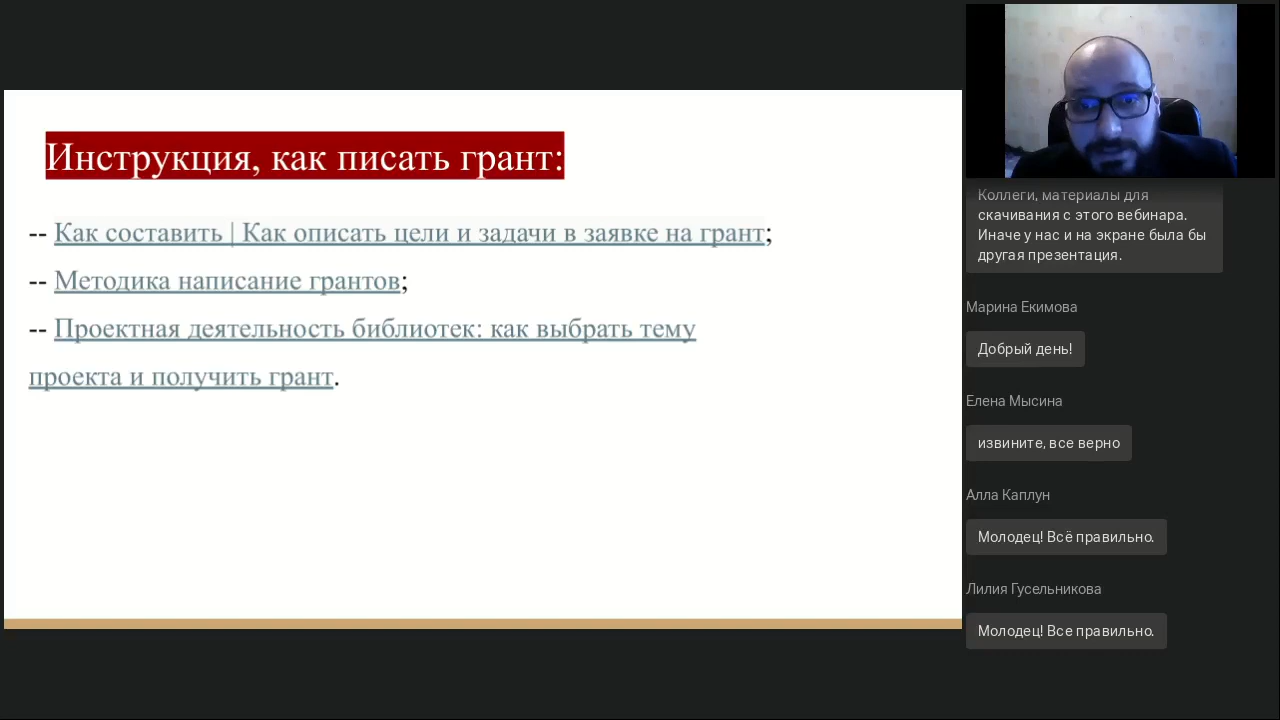 Инструкция, как писать грант:
-- Как составить | Как описать цели и задачи в заявке на грант;
-- Методика написание грантов;
-- Проектная деятельность библиотек: как выбрать тему
проекта и получить грант.
Коллеги, материалы для
скачивания с этого вебинара.
Иначе у нас и на экране была бы
другая презентация.
Марина Екимова
Добрый день!
Елена Мысина
извините, все верно
Алла Каплун
Молодец! Всё правильно.
Лилия Гусельникова
Молодец! Все правильно.